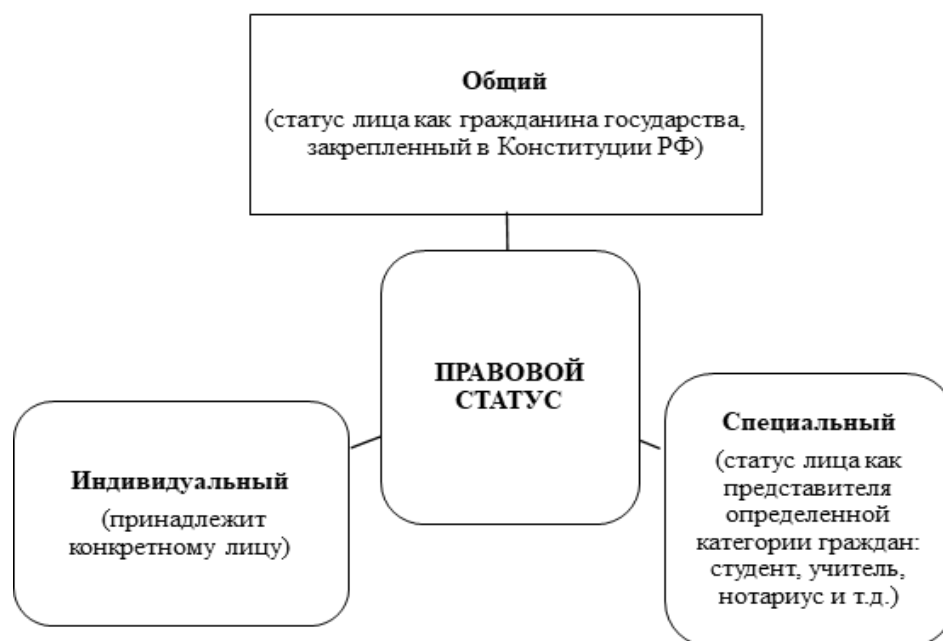 Общий
(статус лица как гражданина государства,
закрепленный в Конституции РФ)
ПРАВОВОЙ
СТАТУС
Индивидуальный
(принадлежит
конкретному лицу)
Специальный
(статус лица как
представителя
определенной
категории граждан:
студент, учитель,
нотариус и т.д.)